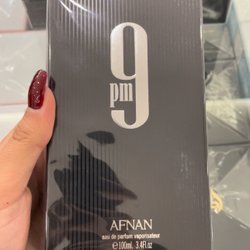 9
pm
AFNAN
eau de parfum vaporisateur
℮100ml. 3.4Fl.oz